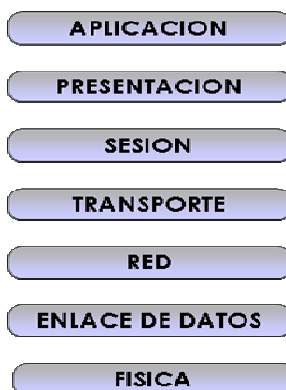 APLICACION
PRESENTACION
SESION
TRANSPORTE
RED
ENLACE DE DATOS
FISICA